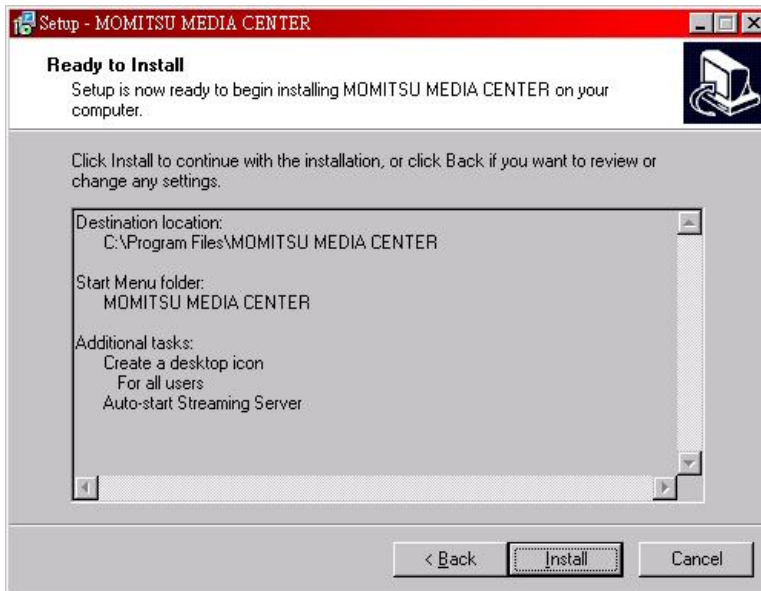 Setup - MOMITSU MEDIA CENTER
Ready to Install
Setup is now ready to begin installing MOMITSU MEDIA CENTER on your
computer.
Click Install to continue with the installation, or click Back if you want to review or
change any settings.
Destination location:
C:\Program Files\MOMITSU MEDIA CENTER
Start Menu folder:
MOMITSU MEDIA CENTER
Additional tasks:
Create a desktop icon
For all users
Auto-start Streaming Server
< Back
Install
Cancel